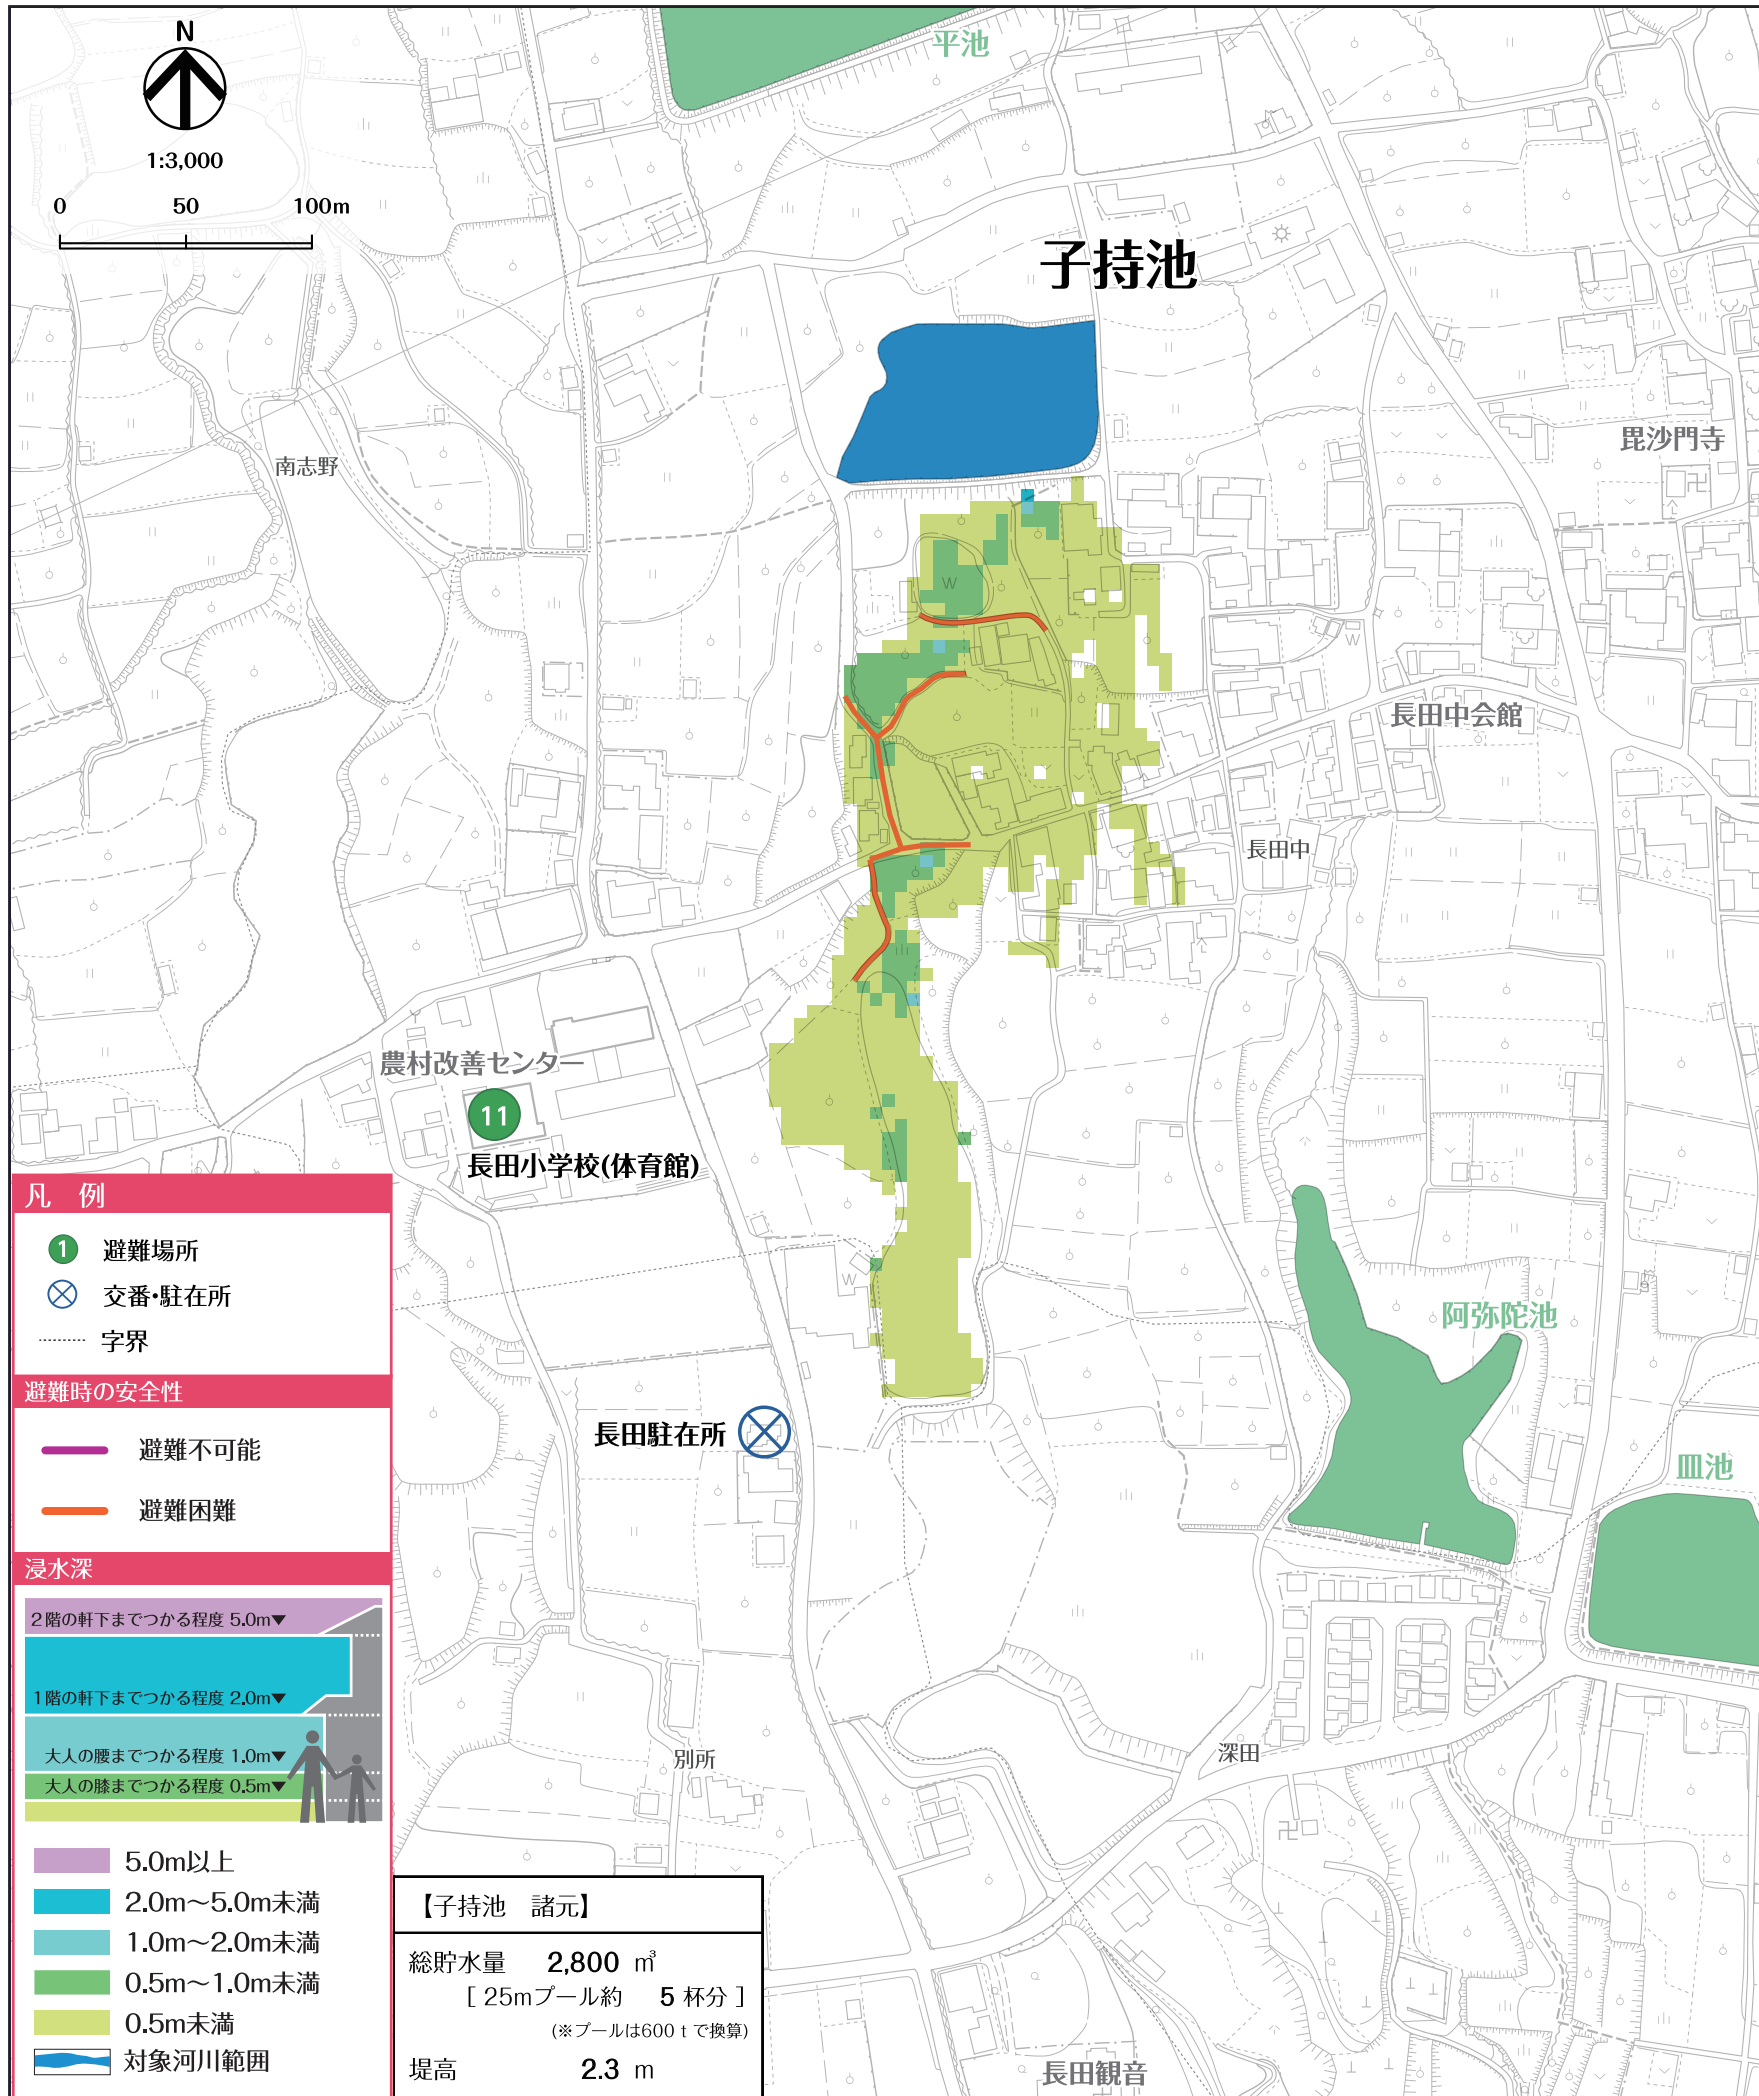 N
1:3,000
0 50 100m
平池
子持池
毘沙門寺
南志野
長田中会館
長田中
農村改善センター
11
長田小学校(体育館)
阿弥陀池
長田駐在所
皿池
別所
深田
長田観音
凡 例
1 避難場所
交番・駐在所
字界
避難時の安全性
避難不可能
避難困難
浸水深
2階の軒下までつかる程度 5.0m▼
1階の軒下までつかる程度 2.0m▼
大人の腰までつかる程度 1.0m▼
大人の膝までつかる程度 0.5m▼
5.0m以上
2.0m〜5.0m未満
1.0m〜2.0m未満
0.5m〜1.0m未満
0.5m未満
対象河川範囲
【子持池 諸元】
総貯水量 2,800 ㎥
[ 25mプール約 5 杯分 ]
(※プールは600ｔで換算)
堤高 2.3 m